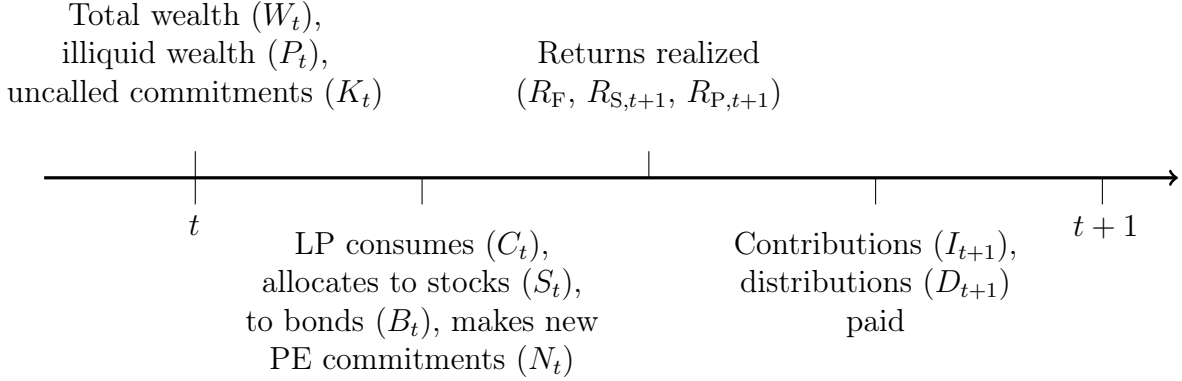 Total wealth (W_t),
illiquid wealth (P_t),
uncalled commitments (K_t)
Returns realized
(R_F, R_{S,t+1}, R_{P,t+1})
t
t + 1
LP consumes (C_t),
allocates to stocks (S_t),
to bonds (B_t), makes new
PE commitments (N_t)
Contributions (I_{t+1}),
distributions (D_{t+1})
paid